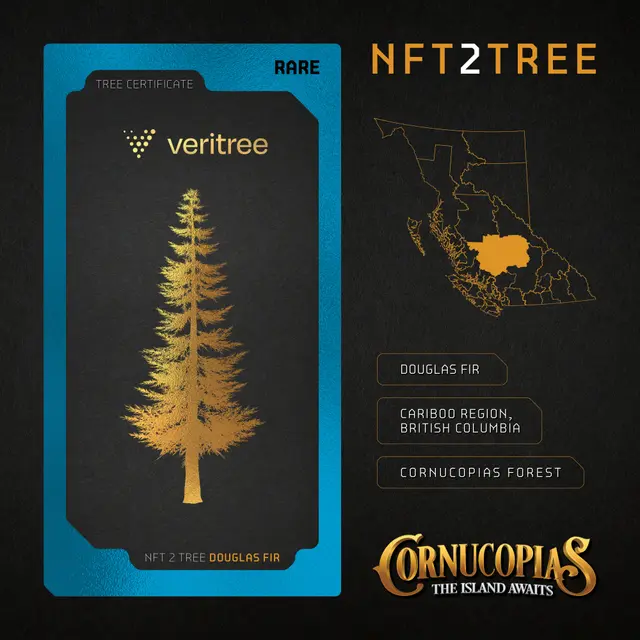 RARE
TREE CERTIFICATE
veritree
NFT 2 TREE DOUGLAS FIR
NFT2TREE
DOUGLAS FIR
CARIBOO REGION,
BRITISH COLUMBIA
CORNUCOPIAS FOREST
CORNUCOPIAS
THE ISLAND AWAITS